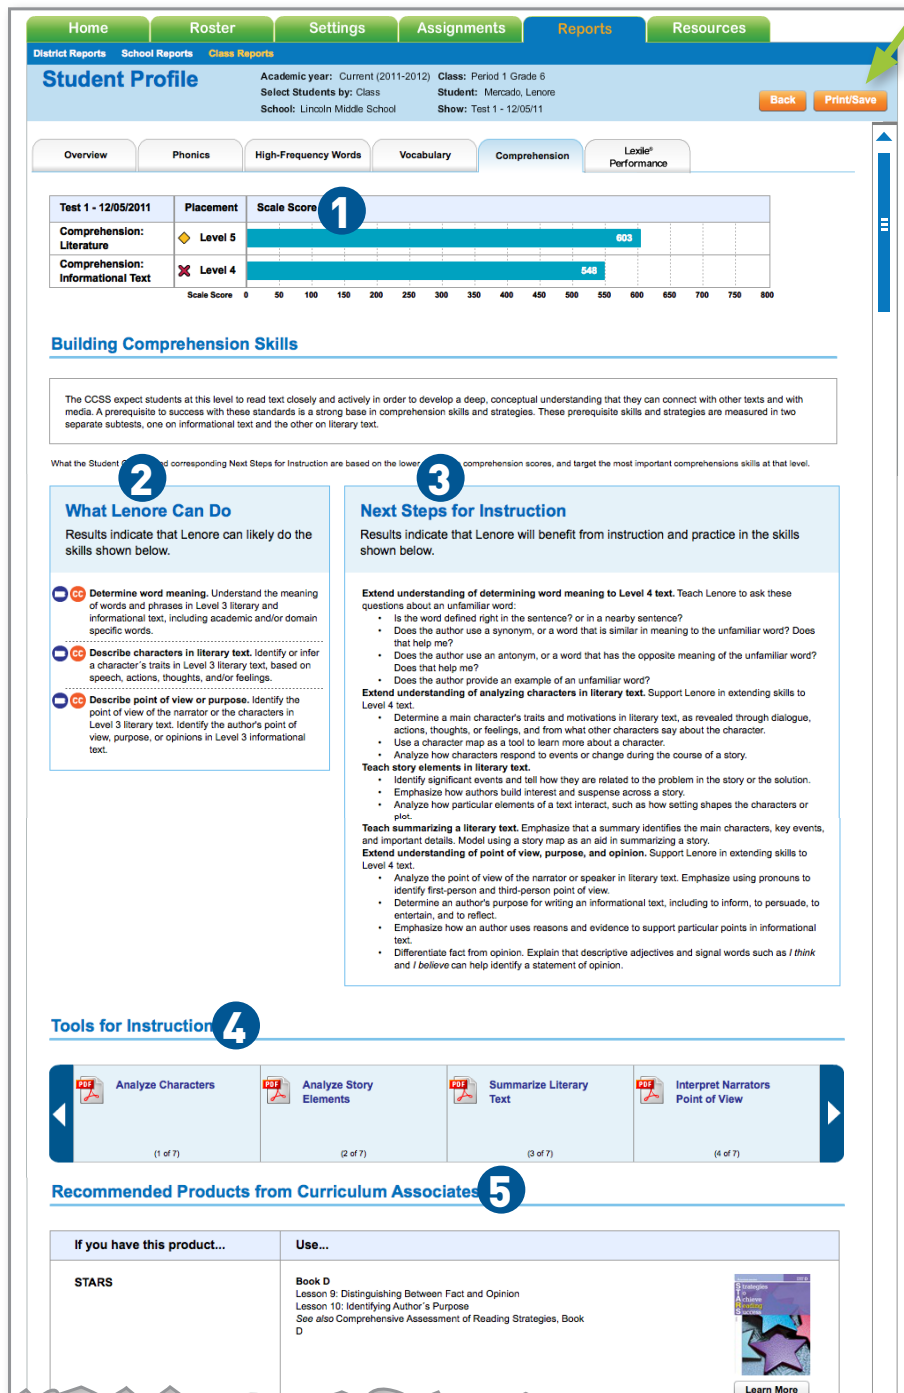 Home Roster Settings Assignments Reports Resources
District Reports School Reports Class Reports
Student Profile
Academic year: Current (2011-2012) Class: Period 1 Grade 6
Select Students by: Class Student: Mercado, Lenore
School: Lincoln Middle School Show: Test 1 - 12/05/11
Back Print/Save
Overview Phonics High-Frequency Words Vocabulary Comprehension Lexile® Performance
Test 1 - 12/05/2011 Placement Scale Score 1
Comprehension: Literature Level 5 603
Comprehension: Informational Text Level 4 548
Scale Score 0 50 100 150 200 250 300 350 400 450 500 550 600 650 700 750 800
Building Comprehension Skills
The CCSS expect students at this level to read text closely and actively in order to develop a deep, conceptual understanding that they can connect with other texts and with
media. A prerequisite to success with these standards is a strong base in comprehension skills and strategies. These prerequisite skills and strategies are measured in two
separate subtests, one on informational text and the other on literary text.
What the Student corresponding Next Steps for Instruction are based on the comprehension scores, and target the most important comprehensions skills at that level.
2
What Lenore Can Do
Results indicate that Lenore can likely do the
skills shown below.
CC Determine word meaning. Understand the meaning
of words and phrases in Level 3 literary and
informational text, including academic and/or domain
specific words.
CC Describe characters in literary text. Identify or infer
a character´s traits in Level 3 literary text, based on
speech, actions, thoughts, and/or feelings.
CC Describe point of view or purpose. Identify the
point of view of the narrator or the characters in
Level 3 literary text. Identify the author's point of
view, purpose, or opinions in Level 3 informational
text.
3
Next Steps for Instruction
Results indicate that Lenore will benefit from instruction and practice in the skills
shown below.
Extend understanding of determining word meaning to Level 4 text. Teach Lenore to ask these
questions about an unfamiliar word:
• Is the word defined right in the sentence? or in a nearby sentence?
• Does the author use a synonym, or a word that is similar in meaning to the unfamiliar word? Does
that help me?
• Does the author use an antonym, or a word that has the opposite meaning of the unfamiliar word?
Does that help me?
• Does the author provide an example of an unfamiliar word?
Extend understanding of analyzing characters in literary text. Support Lenore in extending skills to
Level 4 text.
• Determine a main character's traits and motivations in literary text, as revealed through dialogue,
actions, thoughts, or feelings, and from what other characters say about the character.
• Use a character map as a tool to learn more about a character.
• Analyze how characters respond to events or change during the course of a story.
Teach story elements in literary text.
• Identify significant events and tell how they are related to the problem in the story or the solution.
• Emphasize how authors build interest and suspense across a story.
• Analyze how particular elements of a text interact, such as how setting shapes the characters or
plot.
Teach summarizing a literary text. Emphasize that a summary identifies the main characters, key events,
and important details. Model using a story map as an aid in summarizing a story.
Extend understanding of point of view, purpose, and opinion. Support Lenore in extending skills to
Level 4 text.
• Analyze the point of view of the narrator or speaker in literary text. Emphasize using pronouns to
identify first-person and third-person point of view.
• Determine an author's purpose for writing an informational text, including to inform, to persuade, to
entertain, and to reflect.
• Emphasize how an author uses reasons and evidence to support particular points in informational
text.
• Differentiate fact from opinion. Explain that descriptive adjectives and signal words such as I think
and I believe can help identify a statement of opinion.
Tools for Instruction 4
PDF Analyze Characters PDF Analyze Story Elements PDF Summarize Literary Text PDF Interpret Narrators Point of View
(1 of 7) (2 of 7) (3 of 7) (4 of 7)
Recommended Products from Curriculum Associates 5
If you have this product... Use...
STARS Book D
Lesson 9: Distinguishing Between Fact and Opinion
Lesson 10: Identifying Author´s Purpose
See also Comprehensive Assessment of Reading Strategies, Book
D
Strategies
To
Achieve
Reading
Success
Learn More